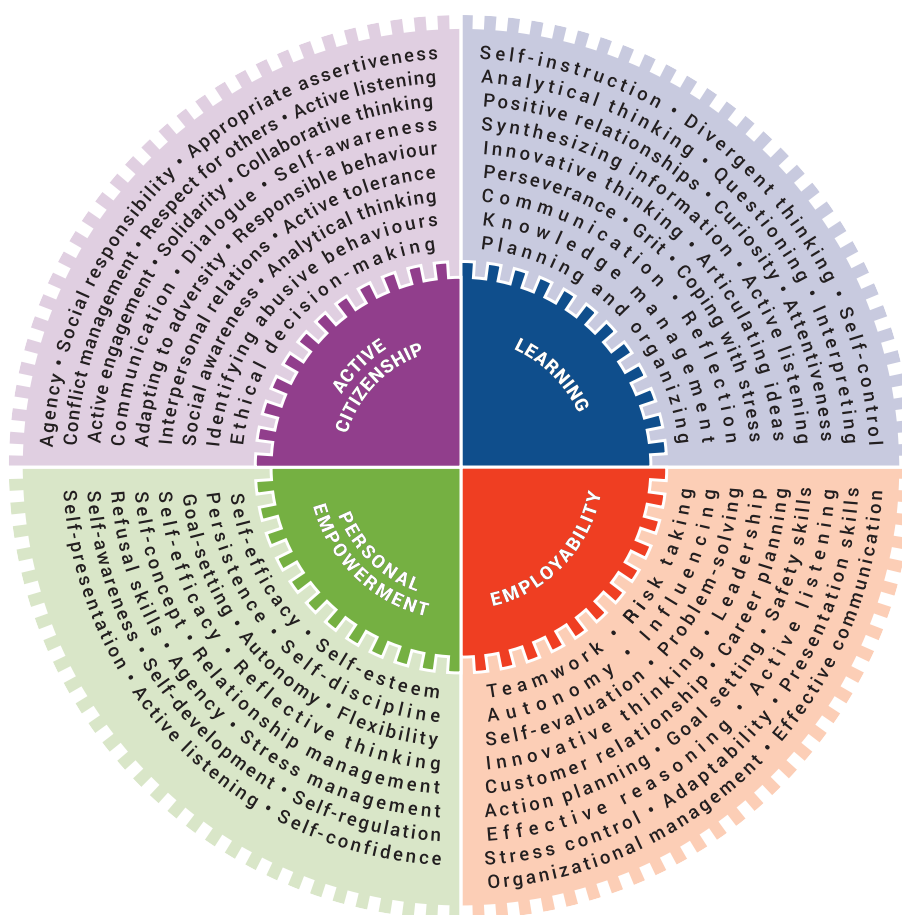 Agency • Social responsibility • Appropriate assertiveness
Conflict management • Respect for others • Active listening
Active engagement • Solidarity • Collaborative thinking
Communication • Dialogue • Self-awareness
Adapting to adversity • Responsible behaviour
Interpersonal relations • Active tolerance
Social awareness • Analytical thinking
Identifying abusive behaviours
Ethical decision-making
ACTIVE
CITIZENSHIP
Self-instruction • Divergent thinking • Self-control
Analytical thinking • Questioning • Interpreting
Positive relationships • Curiosity • Attentiveness
Synthesizing information • Active listening
Innovative thinking • Articulating ideas
Perseverance • Grit • Coping with stress
Communication • Reflection
Knowledge management
Planning and organizing
LEARNING
PERSONAL
EMPOWERMENT
Self-efficacy • Self-esteem
Persistence • Self-discipline
Goal-setting • Autonomy • Flexibility
Self-efficacy • Reflective thinking
Self-concept • Relationship management
Refusal skills • Agency • Stress management
Self-awareness • Self-development • Self-regulation
Self-presentation • Active listening • Self-confidence
EMPLOYABILITY
Teamwork • Risk taking
Autonomy • Influencing
Self-evaluation • Problem-solving
Innovative thinking • Leadership
Customer relationship • Career planning
Action planning • Goal setting • Safety skills
Effective reasoning • Active listening
Stress control • Adaptability • Presentation skills
Organizational management • Effective communication